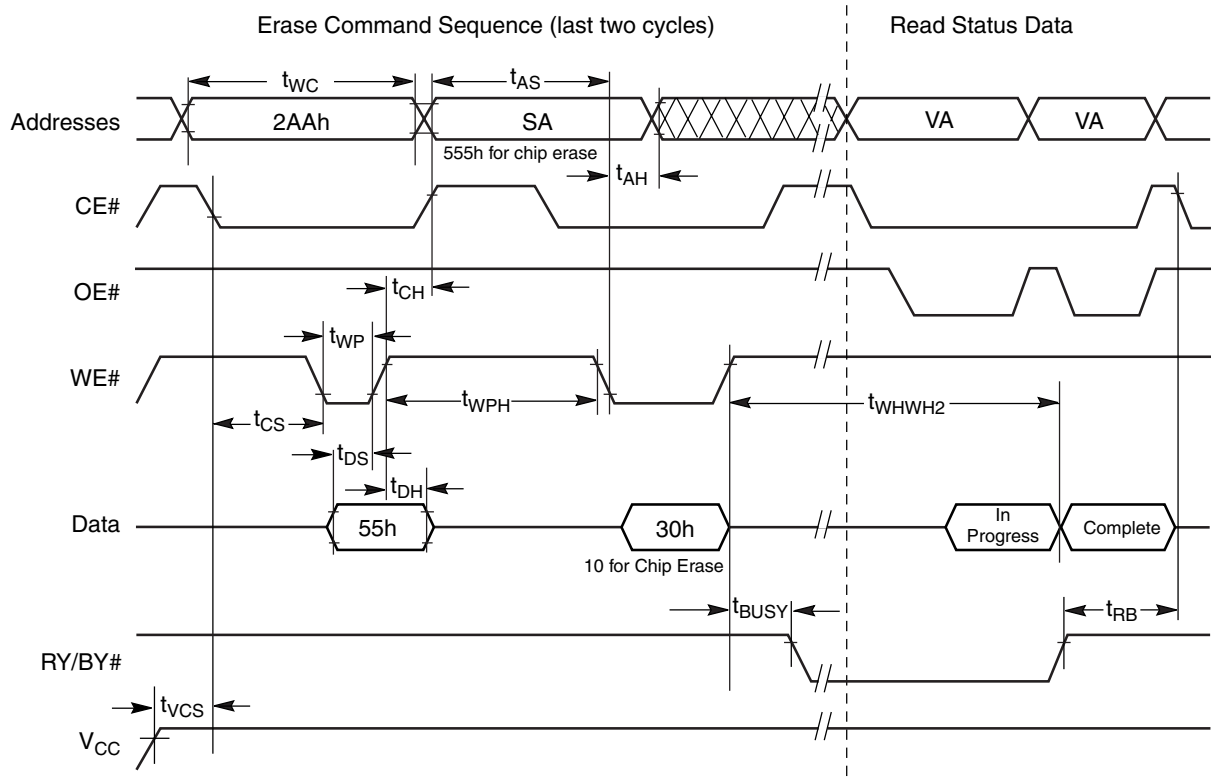 Erase Command Sequence (last two cycles)
Read Status Data
tWC
tAS
Addresses
2AAh
SA
VA
VA
555h for chip erase
tAH
CE#
OE#
tCH
tWP
WE#
tWPH
tWHWH2
tCS
tDS
tDH
Data
55h
30h
In
Progress
Complete
10 for Chip Erase
tBUSY
tRB
RY/BY#
tVCS
VCC